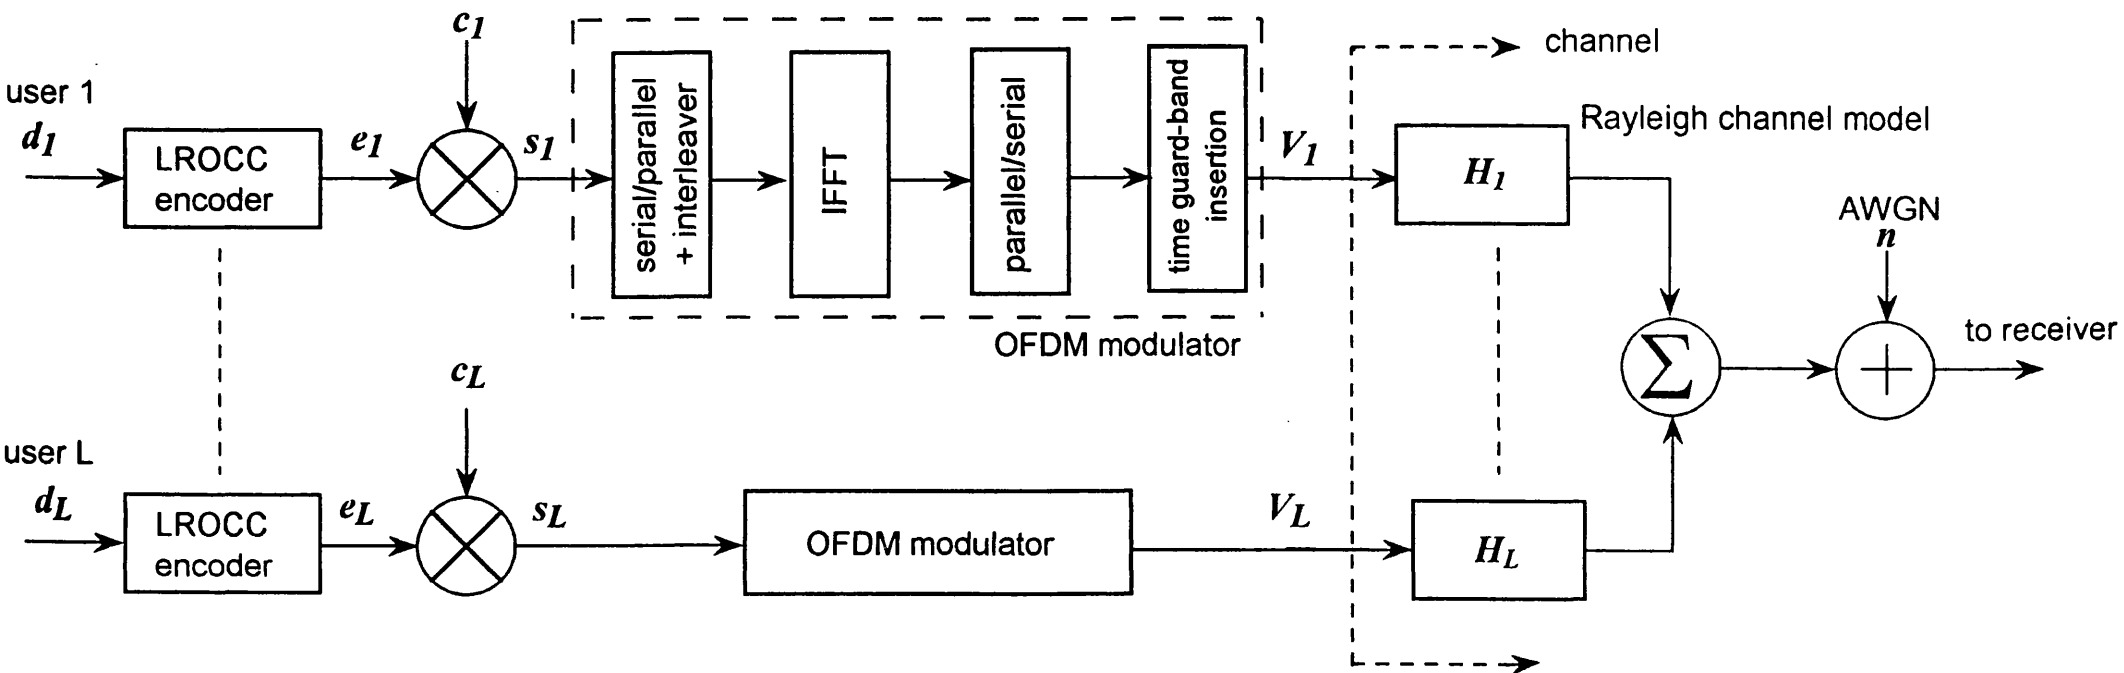 c1
channel
user 1
d1
LROCC
encoder
e1
s1
serial/parallel
+ interleaver
IFFT
parallel/serial
time guard-band
insertion
V1
Rayleigh channel model
H1
AWGN
n
OFDM modulator
to receiver
Σ
+
cL
user L
dL
LROCC
encoder
eL
sL
OFDM modulator
VL
HL